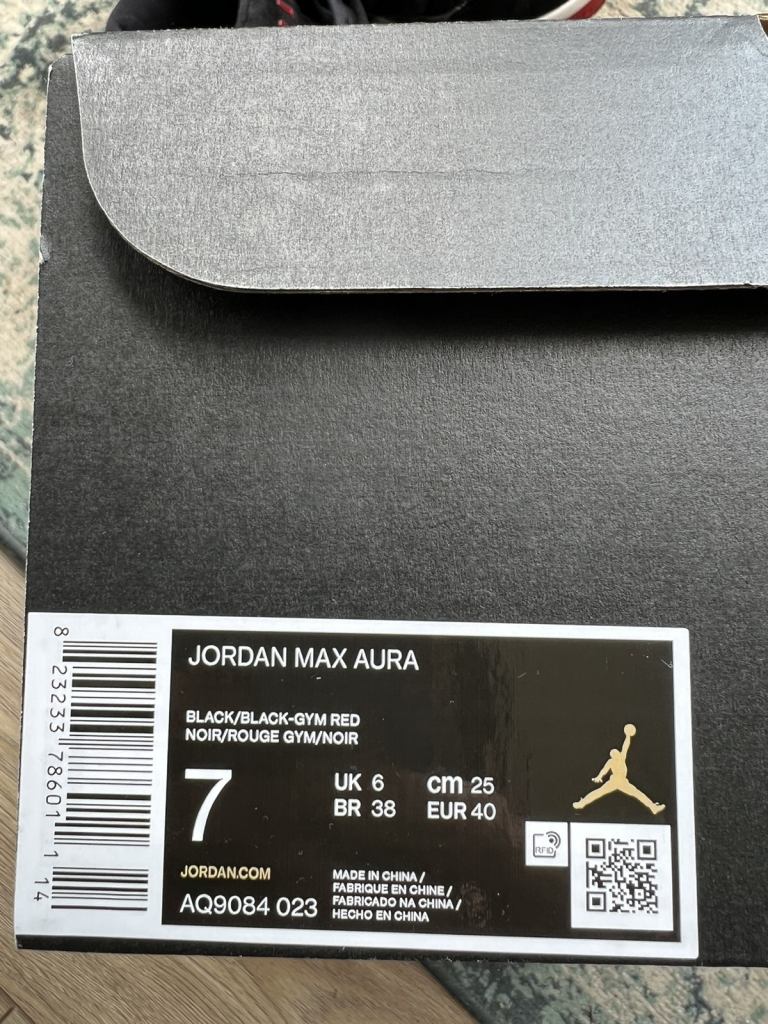 JORDAN MAX AURA
BLACK/BLACK-GYM RED
NOIR/ROUGE GYM/NOIR
7
UK 6 cm 25
BR 38 EUR 40
RFID
JORDAN.COM
AQ9084 023
MADE IN CHINA /
FABRIQUE EN CHINE /
FABRICADO NA CHINA /
HECHO EN CHINA
8 23233 78601 1 14